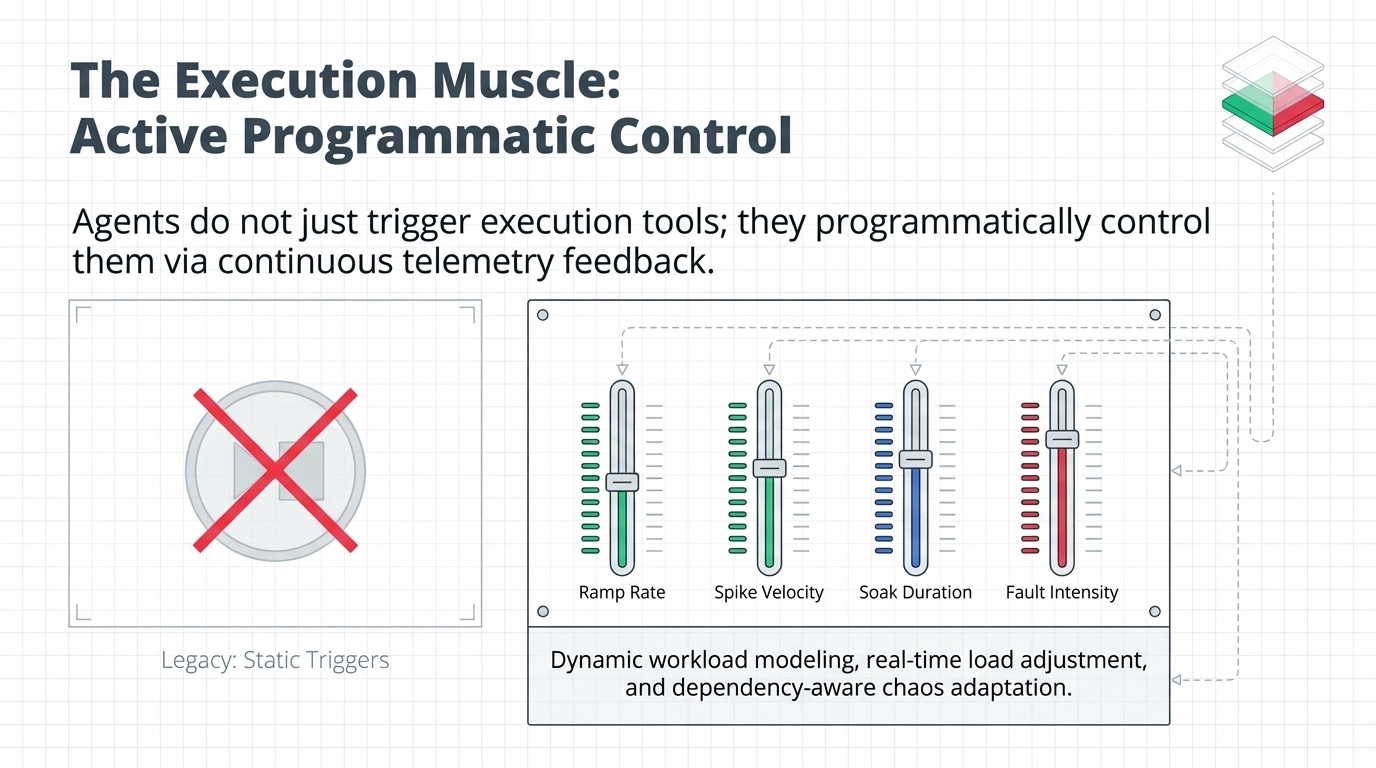 The Execution Muscle:
Active Programmatic Control
Agents do not just trigger execution tools; they programmatically control
them via continuous telemetry feedback.
Legacy: Static Triggers
Ramp Rate
Spike Velocity
Soak Duration
Fault Intensity
Dynamic workload modeling, real-time load adjustment,
and dependency-aware chaos adaptation.